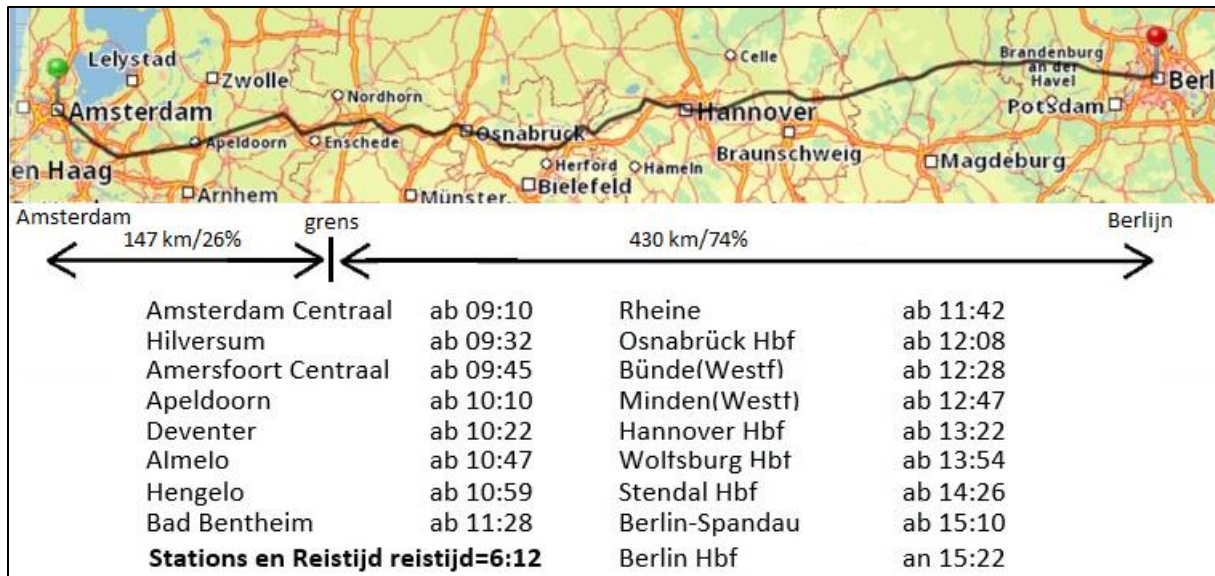 Lelystad
Zwolle
Nordhorn
Celle
Brandenburg
an der
Havel
Berl
Amsterdam
Apeldoorn
Enschede
Osnabruck
Hannover
Potsdam
en Haag
Arnhem
Münster
Herford
Hameln
Bielefeld
Braunschweig
Magdeburg
Amsterdam grens Berlijn
147 km/26% 430 km/74%
Amsterdam Centraal ab 09:10 Rheine ab 11:42
Hilversum ab 09:32 Osnabrück Hbf ab 12:08
Amersfoort Centraal ab 09:45 Bünde(Westf) ab 12:28
Apeldoorn ab 10:10 Minden(Westf) ab 12:47
Deventer ab 10:22 Hannover Hbf ab 13:22
Almelo ab 10:47 Wolfsburg Hbf ab 13:54
Hengelo ab 10:59 Stendal Hbf ab 14:26
Bad Bentheim ab 11:28 Berlin-Spandau ab 15:10
Stations en Reistijd reistijd=6:12 Berlin Hbf an 15:22